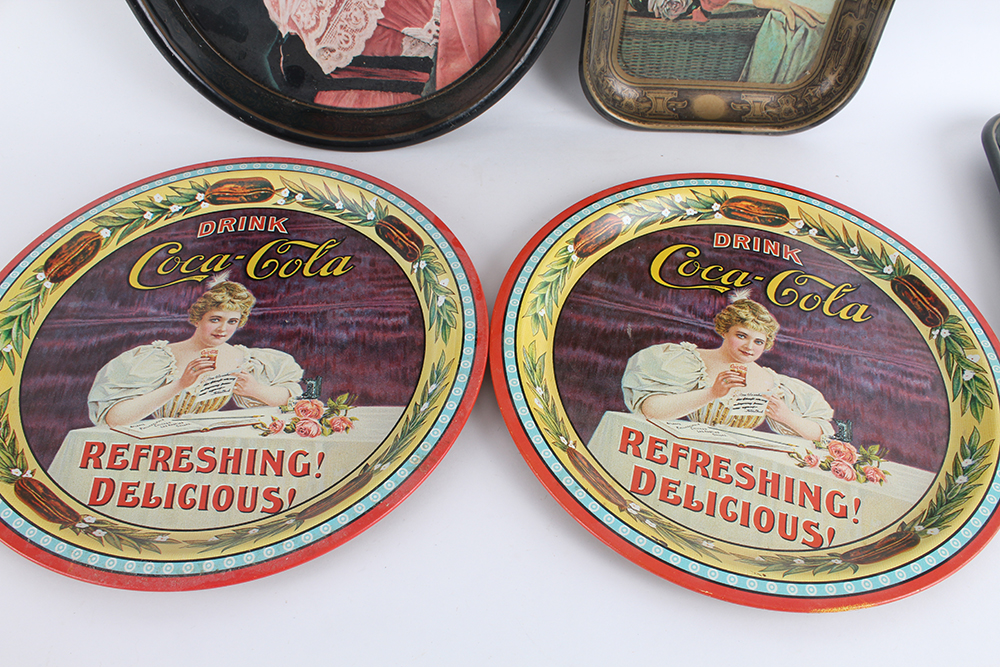 DRINK
Coca-Cola
REFRESHING!
DELICIOUS!
DRINK
Coca-Cola
REFRESHING!
DELICIOUS!